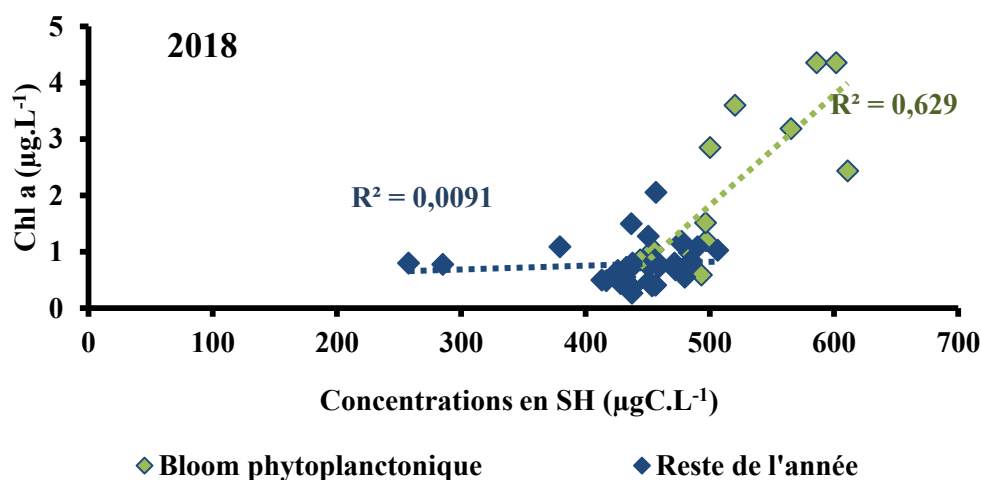 2018
Chl a (µg.L-1)
5
4
3
2
1
0
R² = 0,629
R² = 0,0091
0 100 200 300 400 500 600 700
Concentrations en SH (µgC.L-1)
Bloom phytoplanctonique Reste de l'année